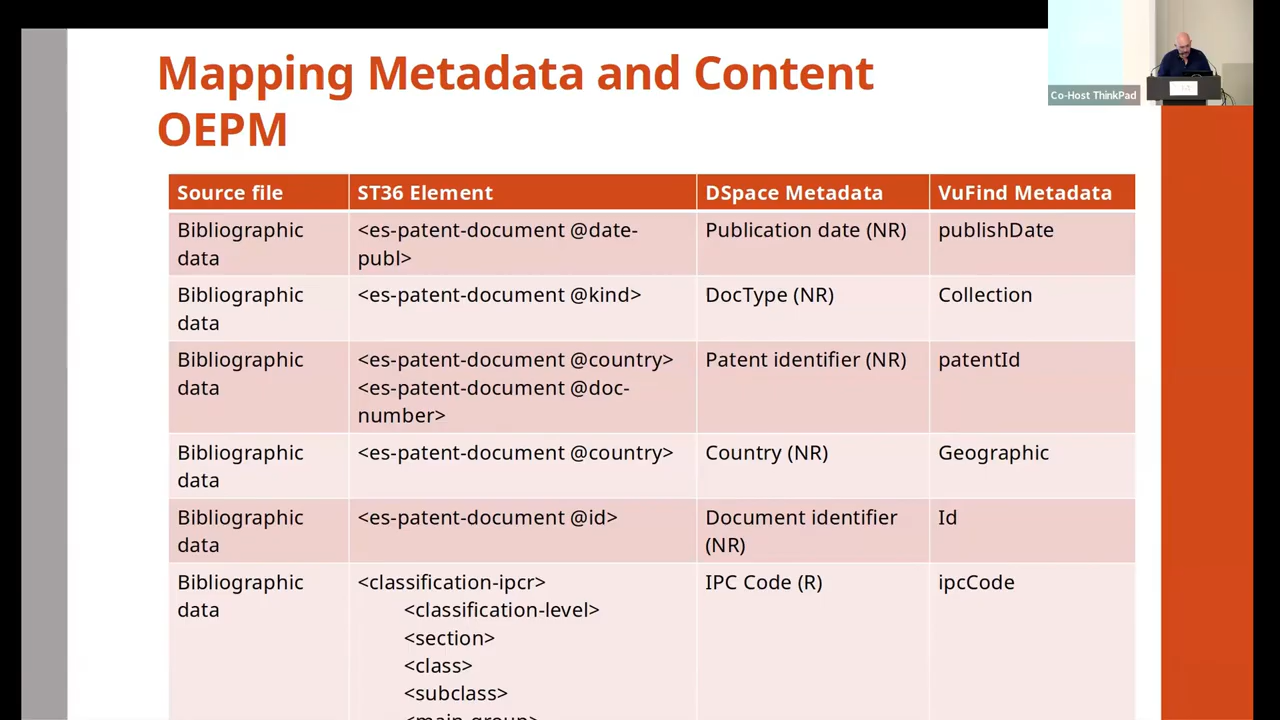 Mapping Metadata and Content
OEPM
Co-Host ThinkPad
Source file ST36 Element DSpace Metadata VuFind Metadata
Bibliographic data <es-patent-document @date-publ> Publication date (NR) publishDate
Bibliographic data <es-patent-document @kind> DocType (NR) Collection
Bibliographic data <es-patent-document @country> <es-patent-document @doc-number> Patent identifier (NR) patentId
Bibliographic data <es-patent-document @country> Country (NR) Geographic
Bibliographic data <es-patent-document @id> Document identifier (NR) Id
Bibliographic data <classification-ipcr> IPC Code (R) ipcCode
<classification-level>
<section>
<class>
<subclass>
<main-group>